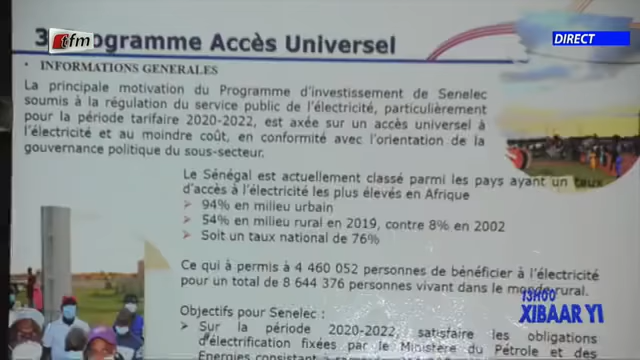 3. Programme Accès Universel
tfm
DIRECT
• INFORMATIONS GENERALES
La principale motivation du Programme d'investissement de Senelec
soumis à la régulation du service public de l'électricité, particulièrement
pour la période tarifaire 2020-2022, est axée sur un accès universel à
l'électricité et au moindre coût, en conformité avec l'orientation de la
gouvernance politique du sous-secteur.
Le Sénégal est actuellement classé parmi les pays ayant un taux
d'accès à l'électricité les plus élevés en Afrique
➢ 94% en milieu urbain
➢ 54% en milieu rural en 2019, contre 8% en 2002
➢ Soit un taux national de 76%
Ce qui à permis à 4 460 052 personnes de bénéficier à l'électricité
pour un total de 8 644 376 personnes vivant dans le monde rural.
13H00
XIBAAR YI
Objectifs pour Senelec :
➢ Sur la période 2020-2022, satisfaire les obligations
d'électrification fixées par le Ministère du Pétrole et des
Energies consistant à